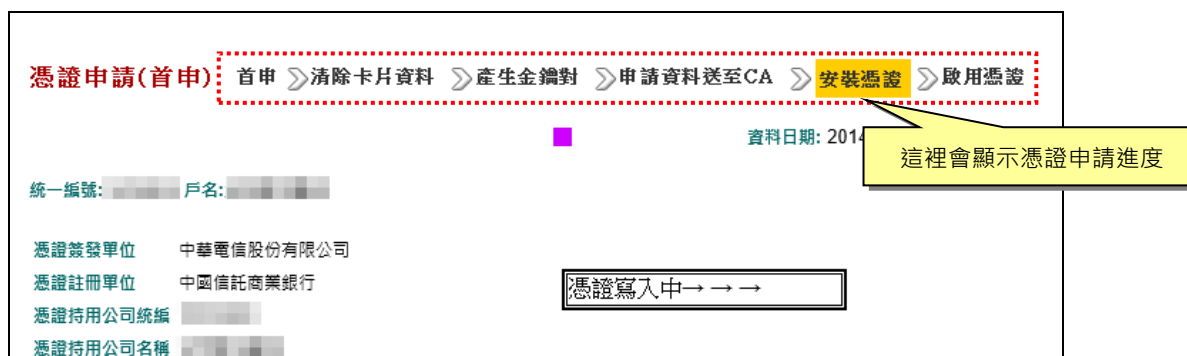 憑證申請(首申) 首申 清除卡片資料 產生金鑰對 申請資料送至CA 安裝憑證 啟用憑證
資料日期: 2014
這裡會顯示憑證申請進度
統一編號: 戶名:
憑證簽發單位 中華電信股份有限公司
憑證註冊單位 中國信託商業銀行
憑證寫入中→→→
憑證持用公司統編
憑證持用公司名稱